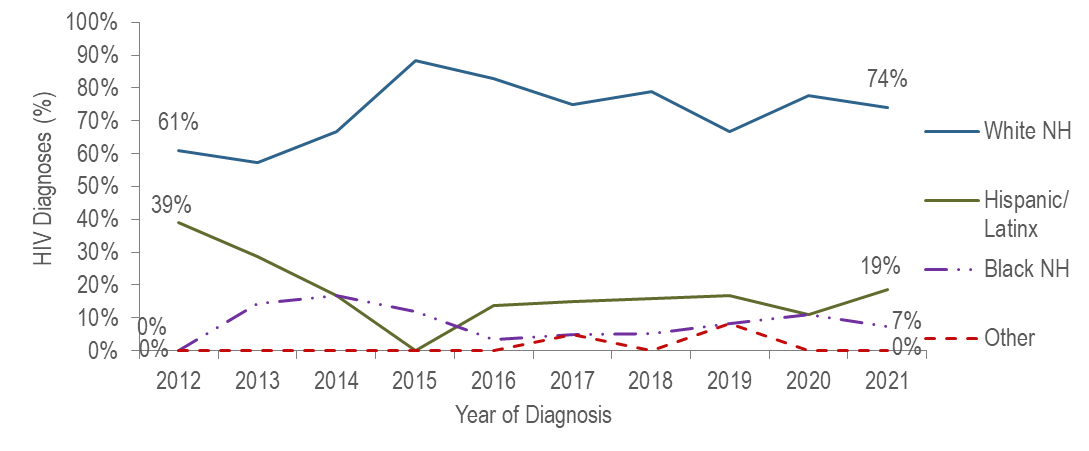 100%
90%
80%
70%
60%
50%
40%
30%
20%
10%
0%
HIV Diagnoses (%)
61%
39%
0%
0%
74%
19%
7%
0%
2012 2013 2014 2015 2016 2017 2018 2019 2020 2021
Year of Diagnosis
White NH
Hispanic/
Latinx
Black NH
Other